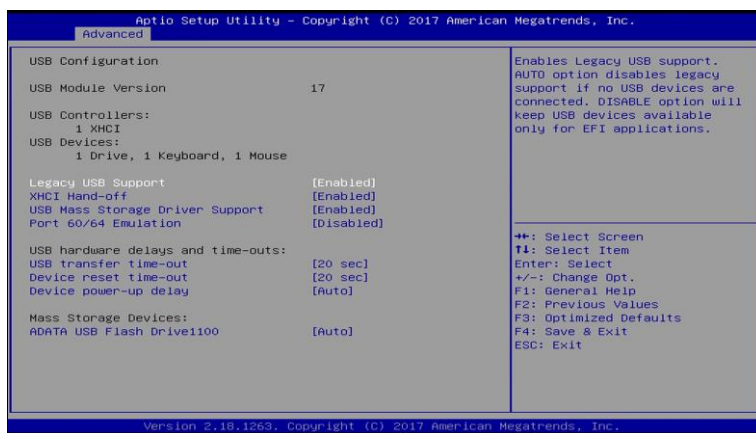 Aptio Setup Utility – Copyright (C) 2017 American Megatrends, Inc.
Advanced
USB Configuration
USB Module Version 17
USB Controllers:
1 XHCI
USB Devices:
1 Drive, 1 Keyboard, 1 Mouse
Legacy USB Support [Enabled]
XHCI Hand-off [Enabled]
USB Mass Storage Driver Support [Enabled]
Port 60/64 Emulation [Disabled]
USB hardware delays and time-outs:
USB transfer time-out [20 sec]
Device reset time-out [20 sec]
Device power-up delay [Auto]
Mass Storage Devices:
ADATA USB Flash Drive1100 [Auto]
Enables Legacy USB support.
AUTO option disables legacy
support if no USB devices are
connected. DISABLE option will
keep USB devices available
only for EFI applications.
→←: Select Screen
↑↓: Select Item
Enter: Select
+/-: Change Opt.
F1: General Help
F2: Previous Values
F3: Optimized Defaults
F4: Save & Exit
ESC: Exit
Version 2.18.1263. Copyright (C) 2017 American Megatrends, Inc.